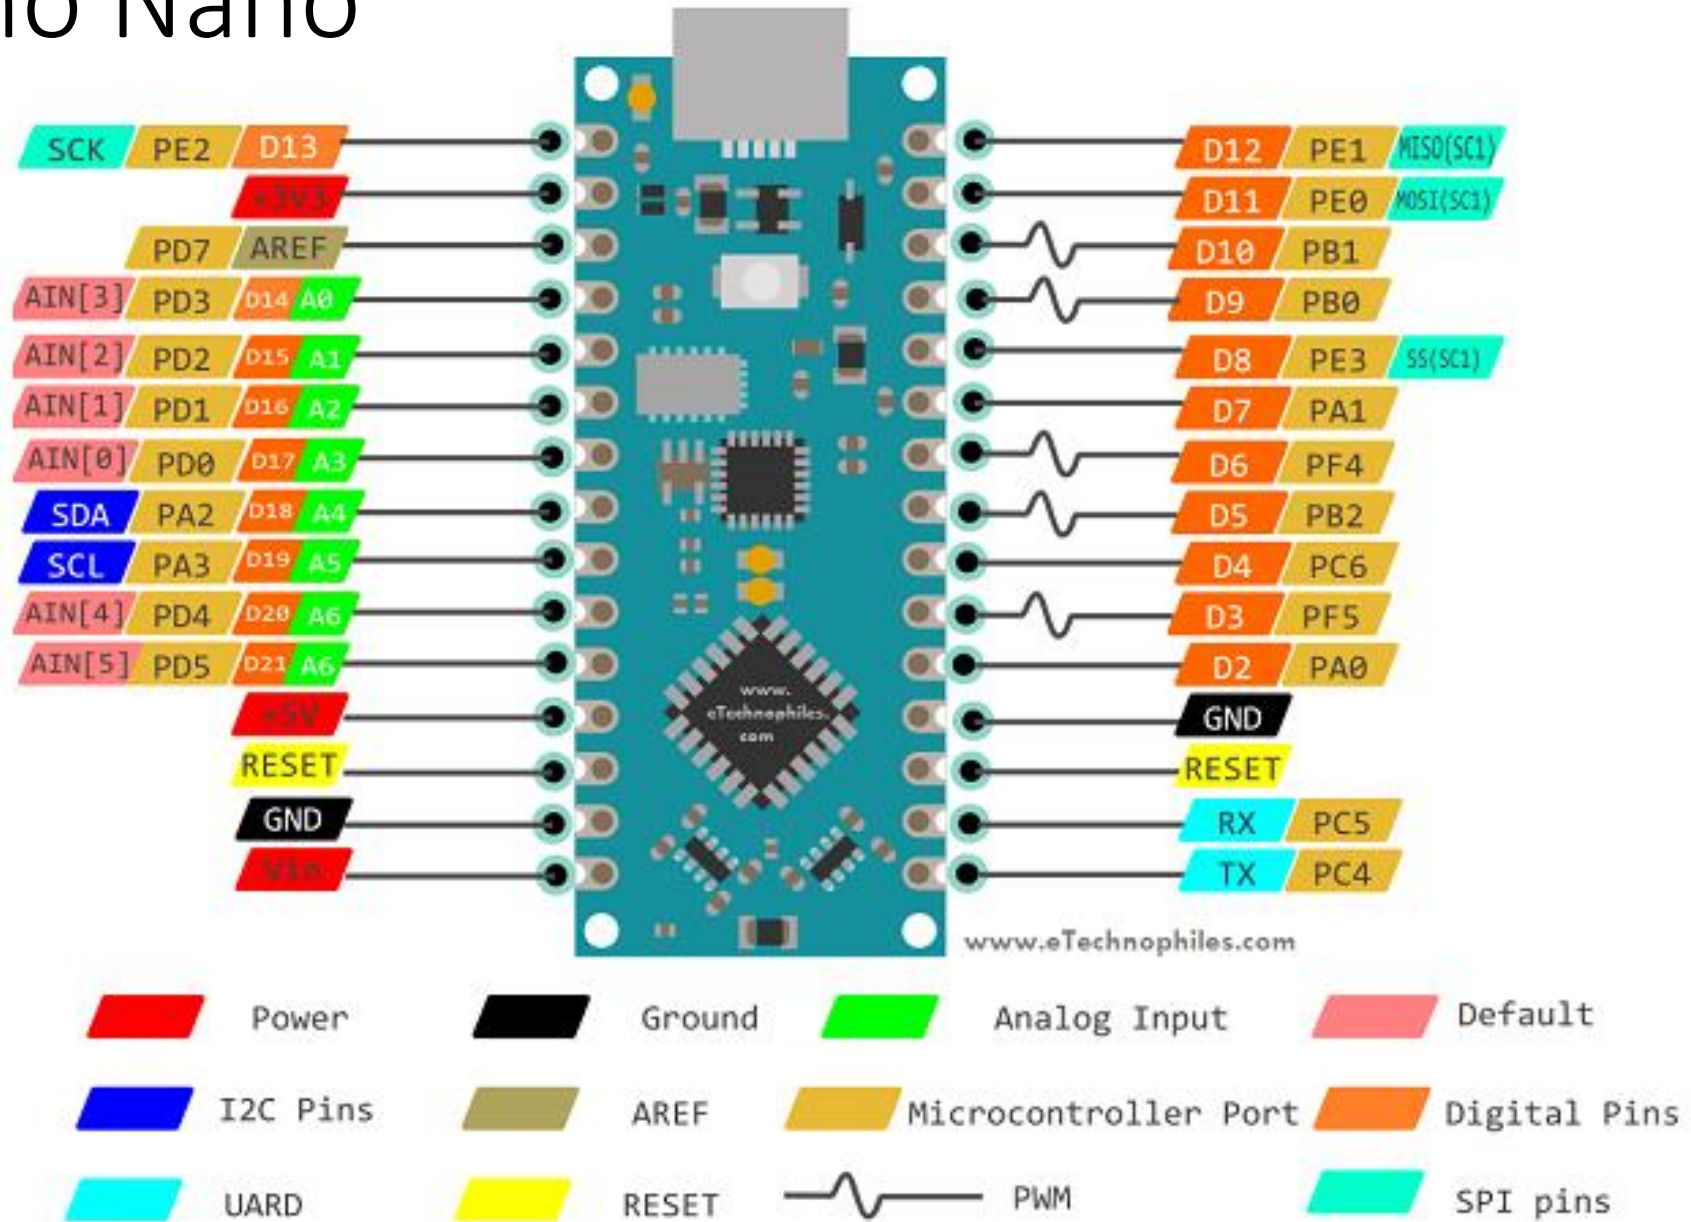 no Nano
SCK PE2 D13
+3V3
PD7 AREF
AIN[3] PD3 D14 A0
AIN[2] PD2 D15 A1
AIN[1] PD1 D16 A2
AIN[0] PD0 D17 A3
SDA PA2 D18 A4
SCL PA3 D19 A5
AIN[4] PD4 D20 A6
AIN[5] PD5 D21 A6
+5V
RESET
GND
Vin
D12 PE1 MISO(SC1)
D11 PE0 MOSI(SC1)
D10 PB1
D9 PB0
D8 PE3 SS(SC1)
D7 PA1
D6 PF4
D5 PB2
D4 PC6
D3 PF5
D2 PA0
GND
RESET
RX PC5
TX PC4
www.
eTechnophiles.
com
www.eTechnophiles.com
Power Ground Analog Input Default
I2C Pins AREF Microcontroller Port Digital Pins
UARD RESET PWM SPI pins